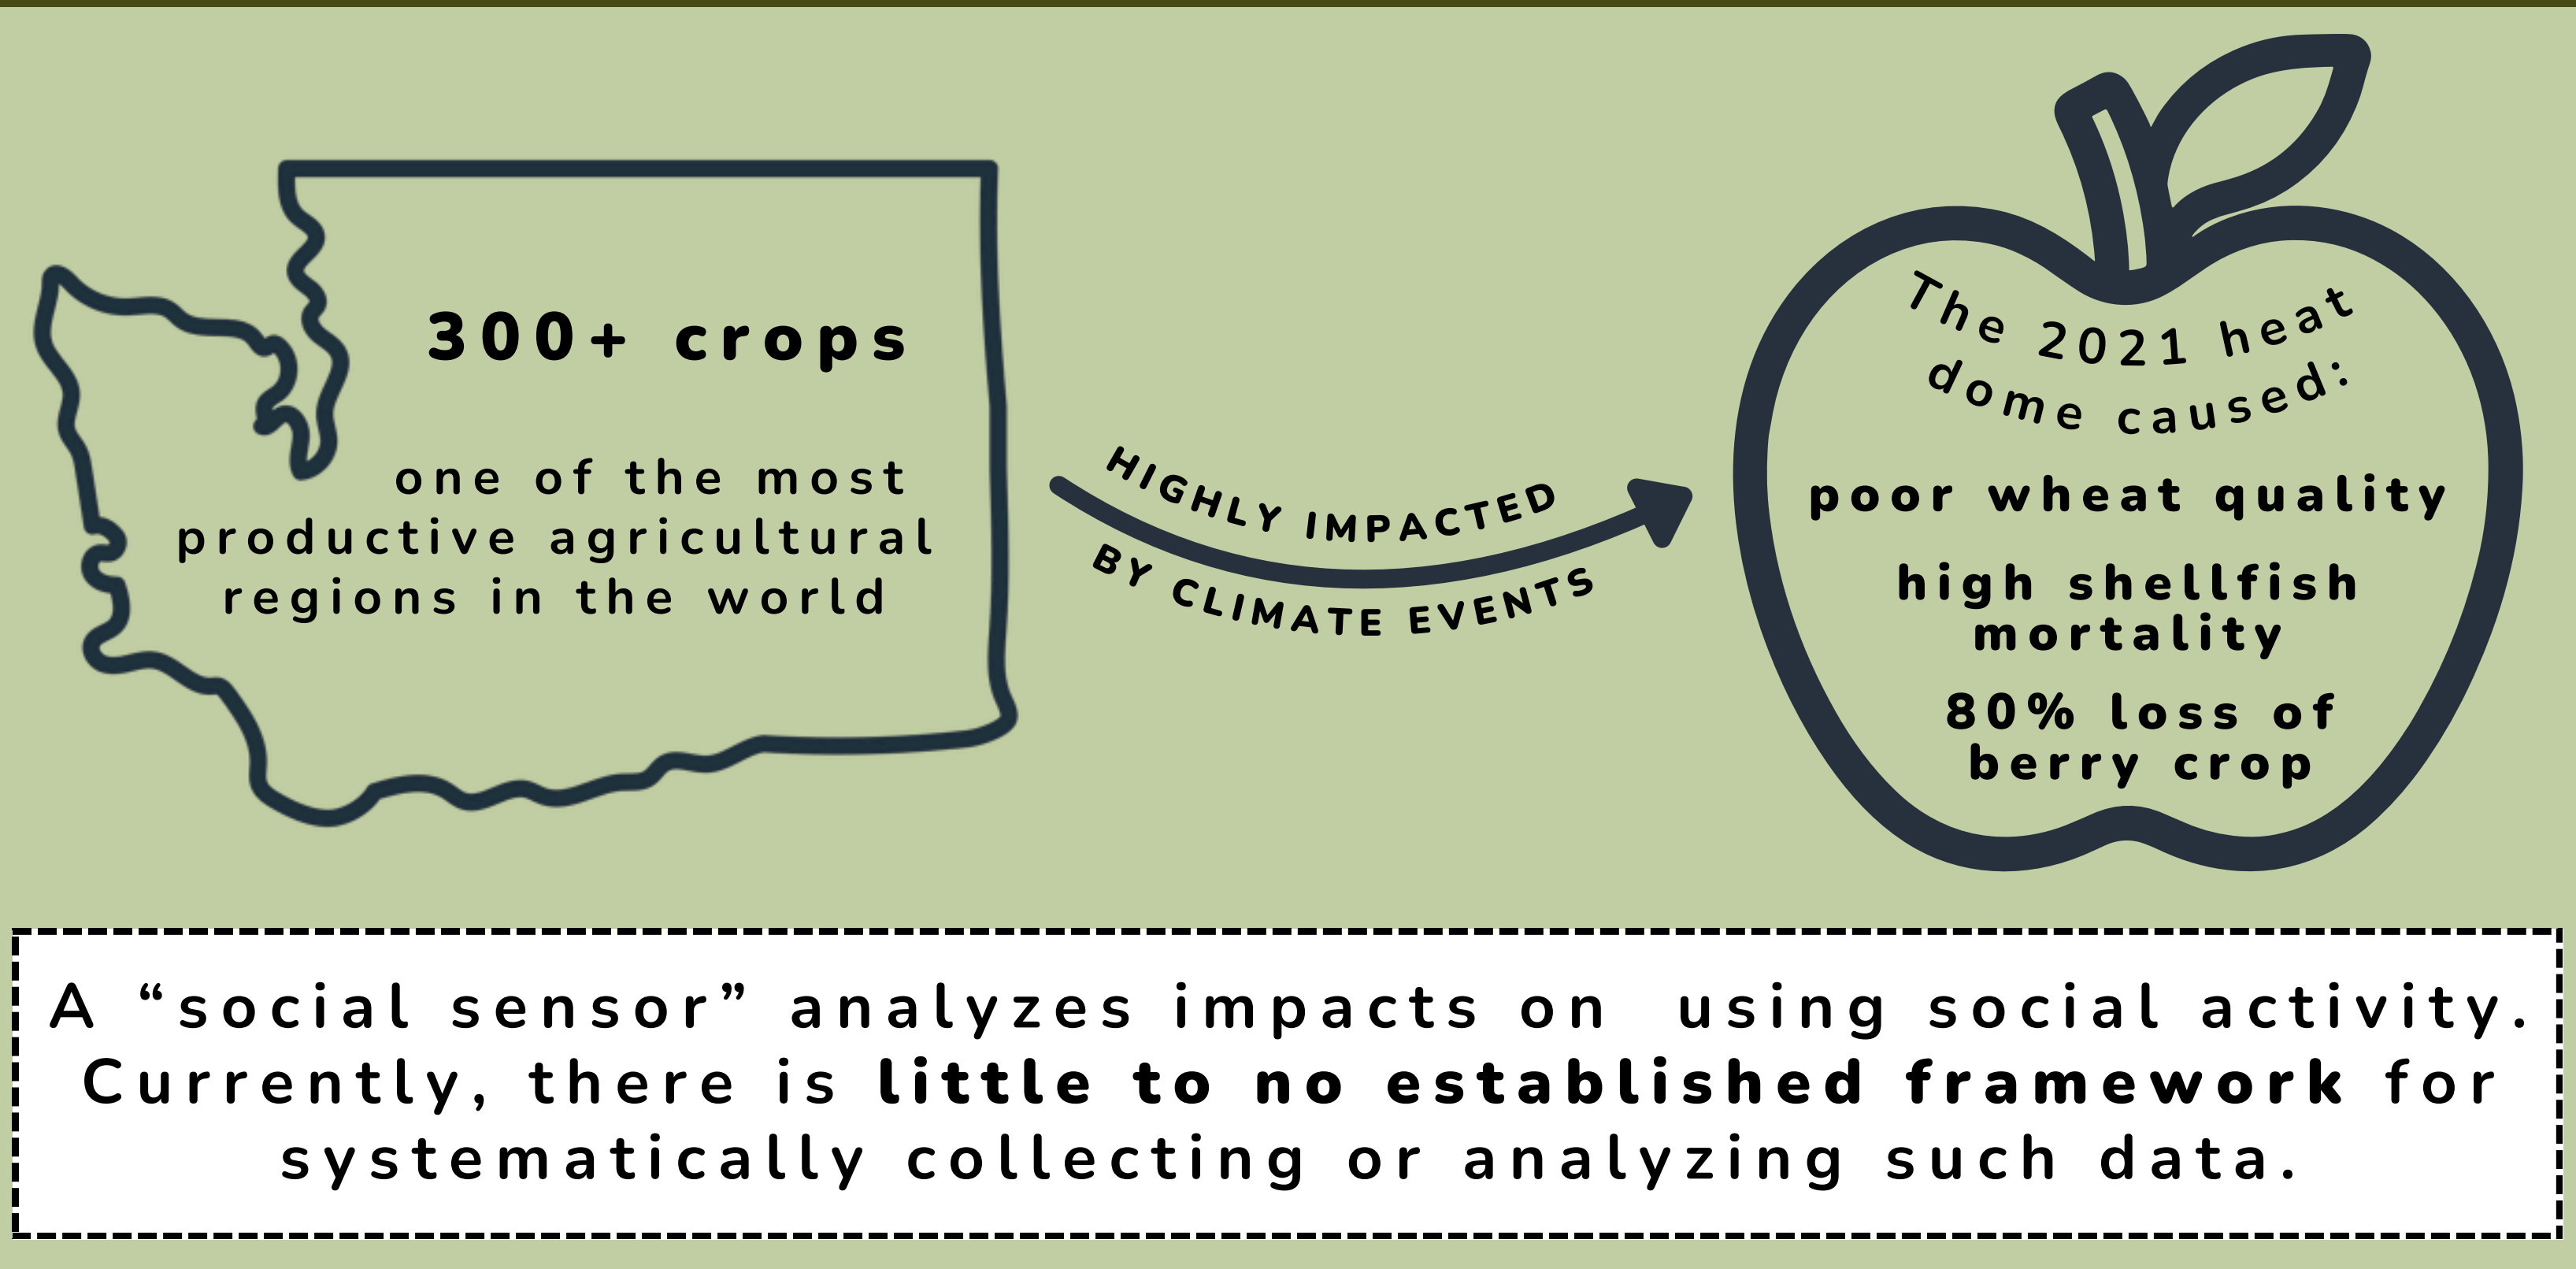 300+ crops
one of the most
productive agricultural
regions in the world
HIGHLY IMPACTED
BY CLIMATE EVENTS
The 2021 heat
dome caused:
poor wheat quality
high shellfish
mortality
80% loss of
berry crop
A “social sensor” analyzes impacts on  using social activity.
Currently, there is little to no established framework for
systematically collecting or analyzing such data.